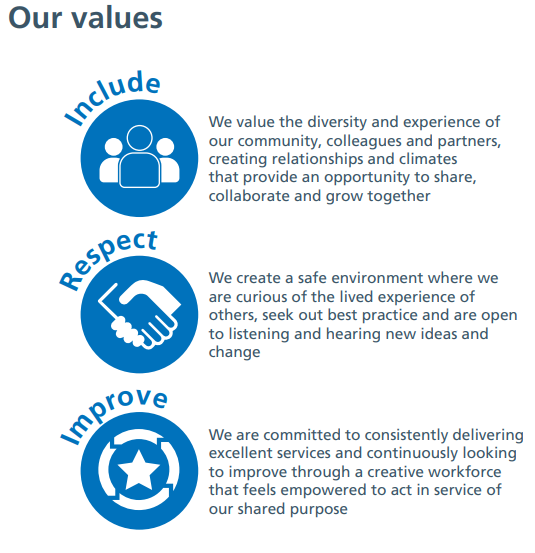 Our values
Include
We value the diversity and experience of
our community, colleagues and partners,
creating relationships and climates
that provide an opportunity to share,
collaborate and grow together
Respect
We create a safe environment where we
are curious of the lived experience of
others, seek out best practice and are open
to listening and hearing new ideas and
change
Improve
We are committed to consistently delivering
excellent services and continuously looking
to improve through a creative workforce
that feels empowered to act in service of
our shared purpose